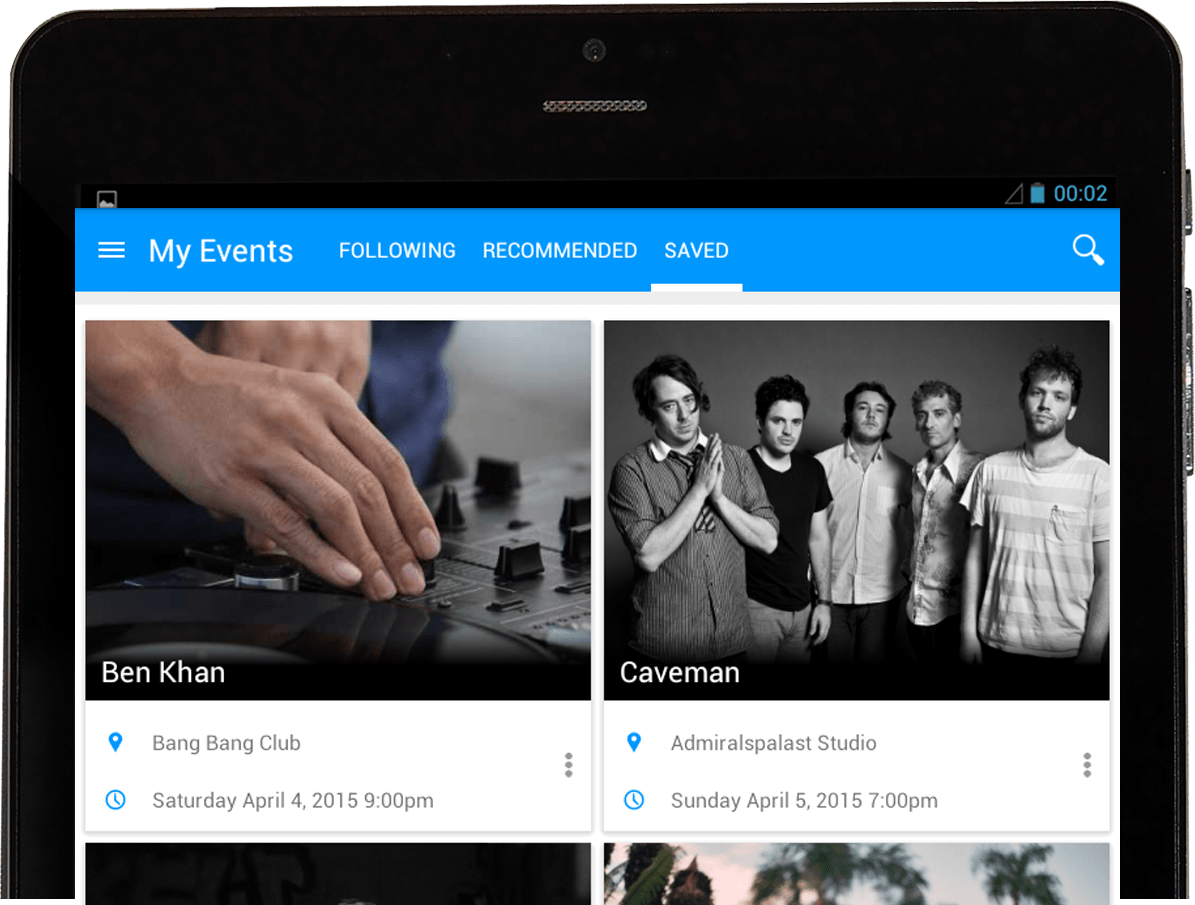 00:02
My Events FOLLOWING RECOMMENDED SAVED
Ben Khan
Bang Bang Club
Saturday April 4, 2015 9:00pm
Caveman
Admiralspalast Studio
Sunday April 5, 2015 7:00pm